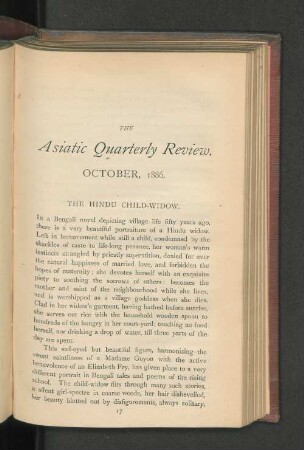 THE
Asiatic Quarterly Review.
OCTOBER, 1886.
THE HINDU CHILD-WIDOW.
In a Bengali novel depicting village life fifty years ago,
there is a very beautiful portraiture of a Hindu widow.
Left in bereavement while still a child, condemned by the
shackles of caste to life-long penance, her woman's warm
instincts strangled by priestly superstition, denied for ever
the natural happiness of married love, and forbidden the
hopes of maternity; she devotes herself with an exquisite
piety to soothing the sorrows of others: becomes the
mother and saint of the neighbourhood while she lives,
and is worshipped as a village goddess when she dies.
Clad in her widow's garment, having bathed before sunrise,
she serves out rice with the household wooden spoon to
hundreds of the hungry in her court-yard; touching no food
herself, nor drinking a drop of water, till three parts of the
day are spent.
This sad-eyed but beautiful figure, harmonising the
sweet saintliness of a Madame Guyon with the active
benevolence of an Elizabeth Fry, has given place to a very
different portrait in Bengali tales and poems of the rising
school. The child-widow flits through many such stories,
a silent girl-spectre in coarse weeds, her hair dishevelled,
her beauty blotted out by disfigurements, always solitary,
17